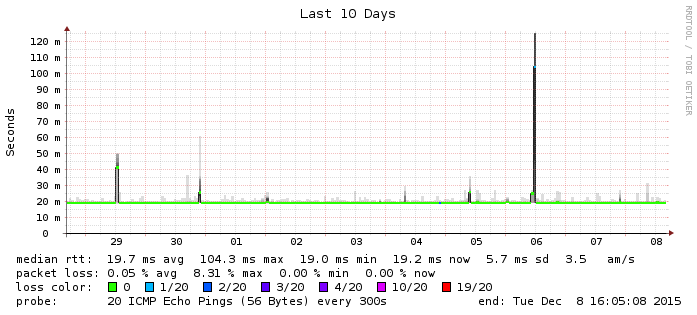 Last 10 Days
RRDTOOL / TOBI OETIKER
Seconds
120 m
110 m
100 m
90 m
80 m
70 m
60 m
50 m
40 m
30 m
20 m
10 m
0
29 30 01 02 03 04 05 06 07 08
median rtt: 19.7 ms avg 104.3 ms max 19.0 ms min 19.2 ms now 5.7 ms sd 3.5 am/s
packet loss: 0.05 % avg 8.31 % max 0.00 % min 0.00 % now
loss color: 0 1/20 2/20 3/20 4/20 10/20 19/20
probe: 20 ICMP Echo Pings (56 Bytes) every 300s end: Tue Dec 8 16:05:08 2015